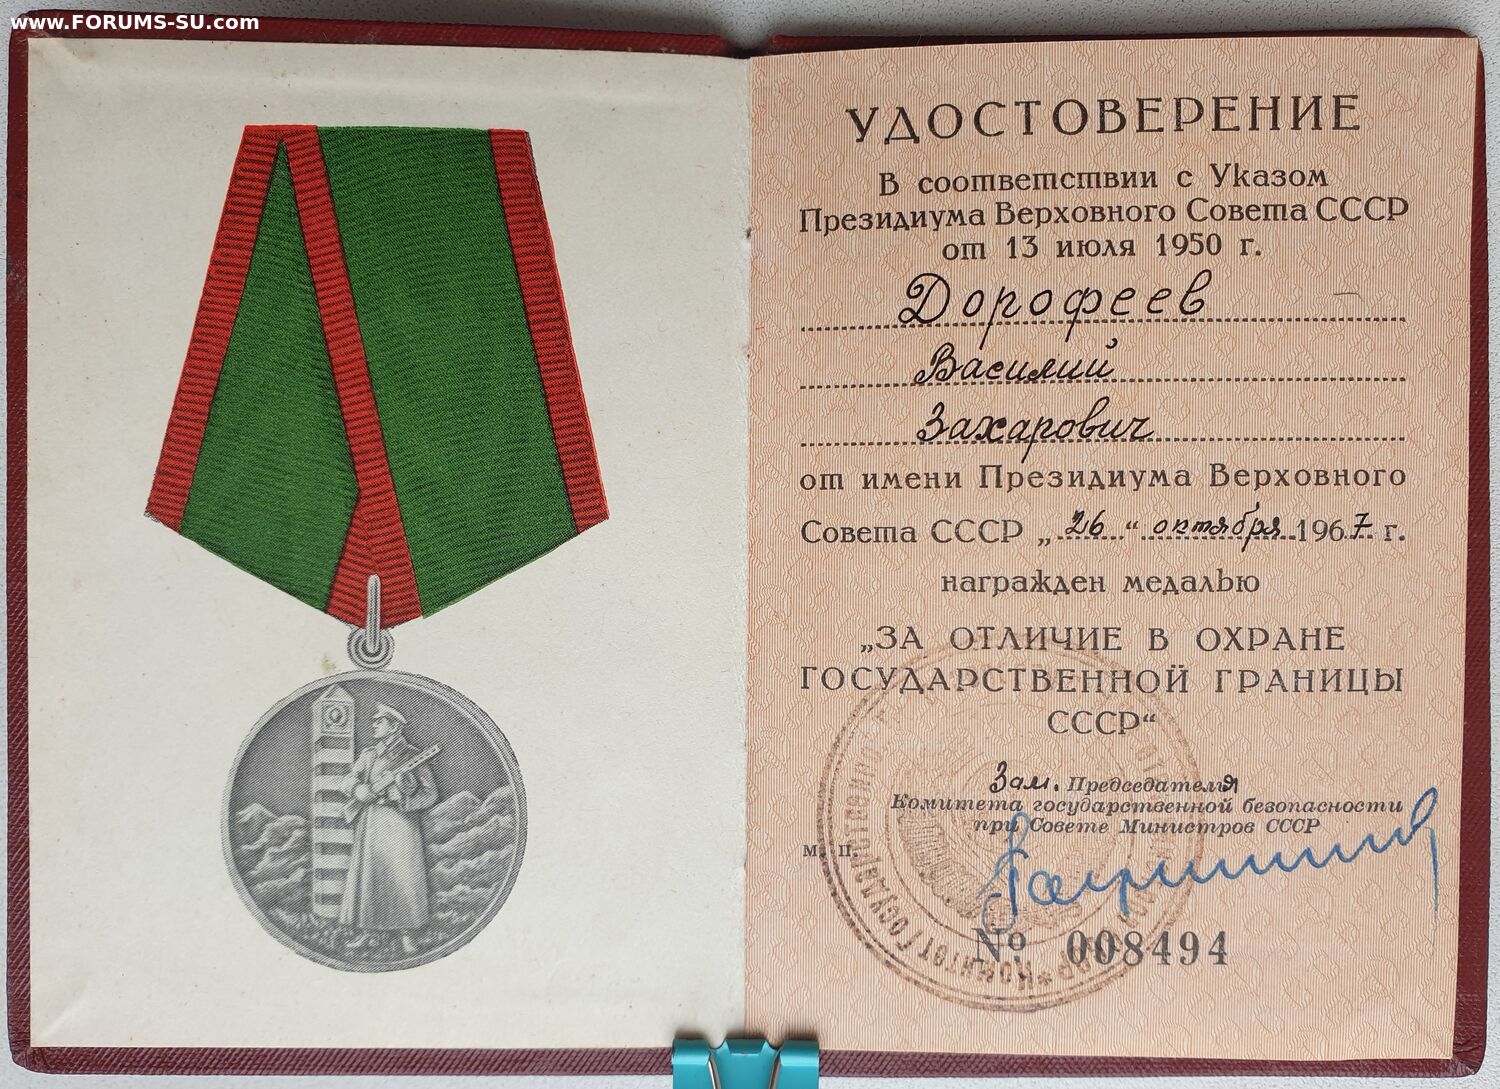 www.FORUMS-SU.com
УДОСТОВЕРЕНИЕ
В соответствии с Указом
Президиума Верховного Совета СССР
от 13 июля 1950 г.
Дорофеев
Василий
Захарович
от имени Президиума Верховного
Совета СССР „26“ октября 1967 г.
награжден медалью
„ЗА ОТЛИЧИЕ В ОХРАНЕ
ГОСУДАРСТВЕННОЙ ГРАНИЦЫ
СССР“
Зам. Председателя
Комитета государственной безопасности
при Совете Министров СССР
м. п.
№ 008494